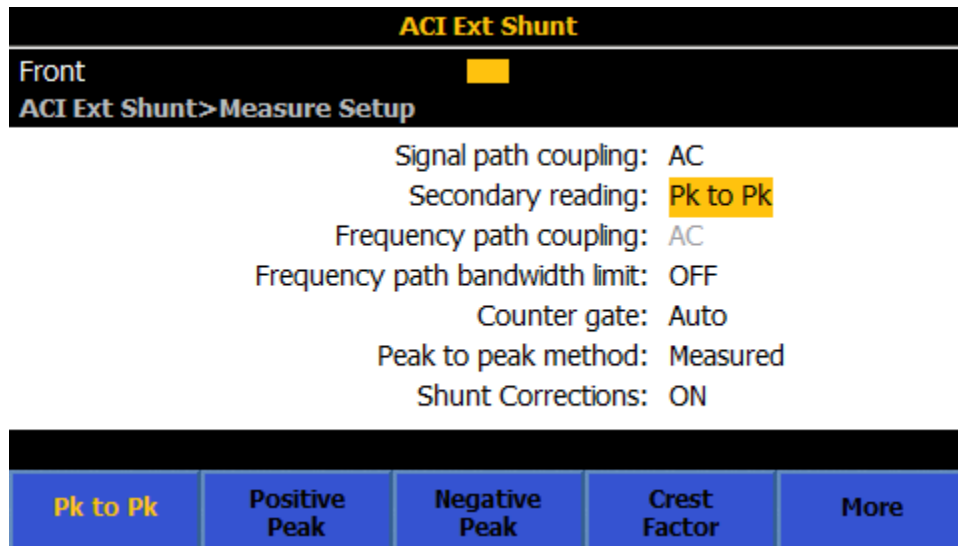 ACI Ext Shunt
Front
ACI Ext Shunt>Measure Setup
Signal path coupling: AC
Secondary reading: Pk to Pk
Frequency path coupling: AC
Frequency path bandwidth limit: OFF
Counter gate: Auto
Peak to peak method: Measured
Shunt Corrections: ON
Pk to Pk
Positive Peak
Negative Peak
Crest Factor
More